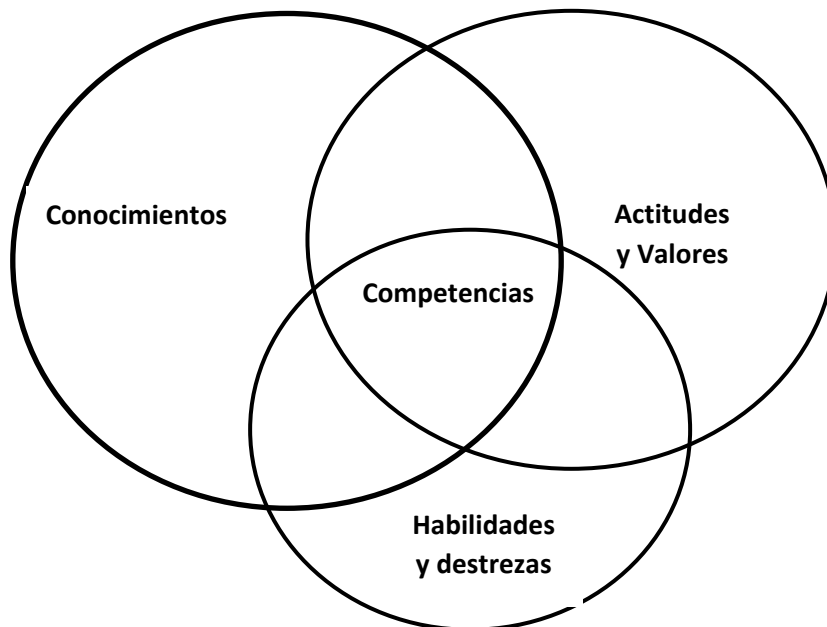 Conocimientos
Actitudes
y Valores
Competencias
Habilidades
y destrezas